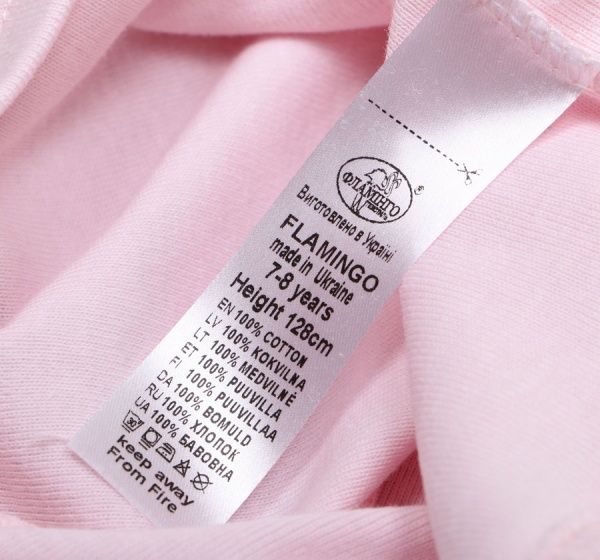 ФЛАМІНГО
®
Виготовлено в Україні
FLAMINGO
made in Ukraine
7-8 years
Height 128cm
EN 100% COTTON
LV 100% KOKVILNA
LT 100% MEDVILNĖ
ET 100% PUUVILLA
FI 100% PUUVILLAA
DA 100% BOMULD
RU 100% ХЛОПОК
UA 100% БАВОВНА
30
keep away
From Fire